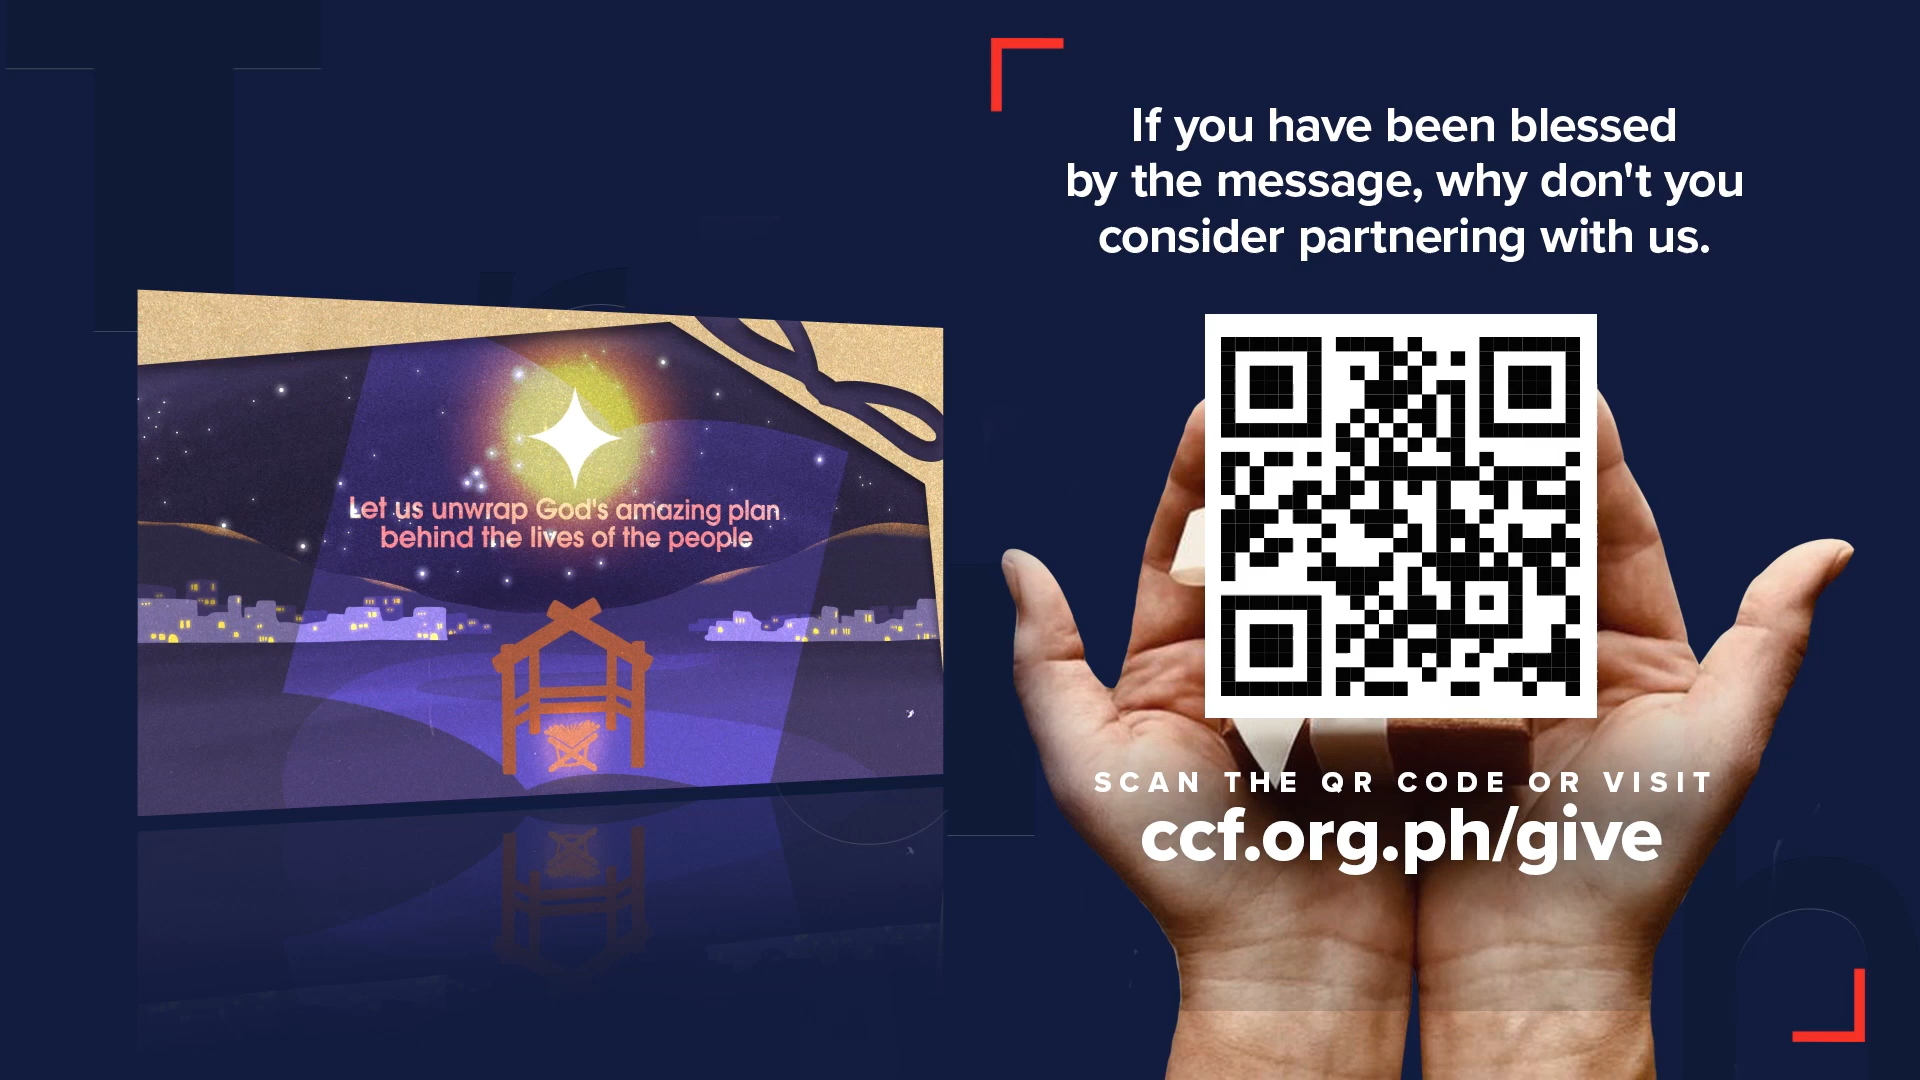 If you have been blessed
by the message, why don't you
consider partnering with us.
Let us unwrap God's amazing plan
behind the lives of the people
SCAN THE QR CODE OR VISIT
ccf.org.ph/give